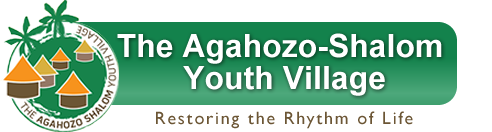 THE AGAHOZO SHALOM YOUTH VILLAGE
The Agahozo-Shalom
Youth Village
Restoring the Rhythm of Life